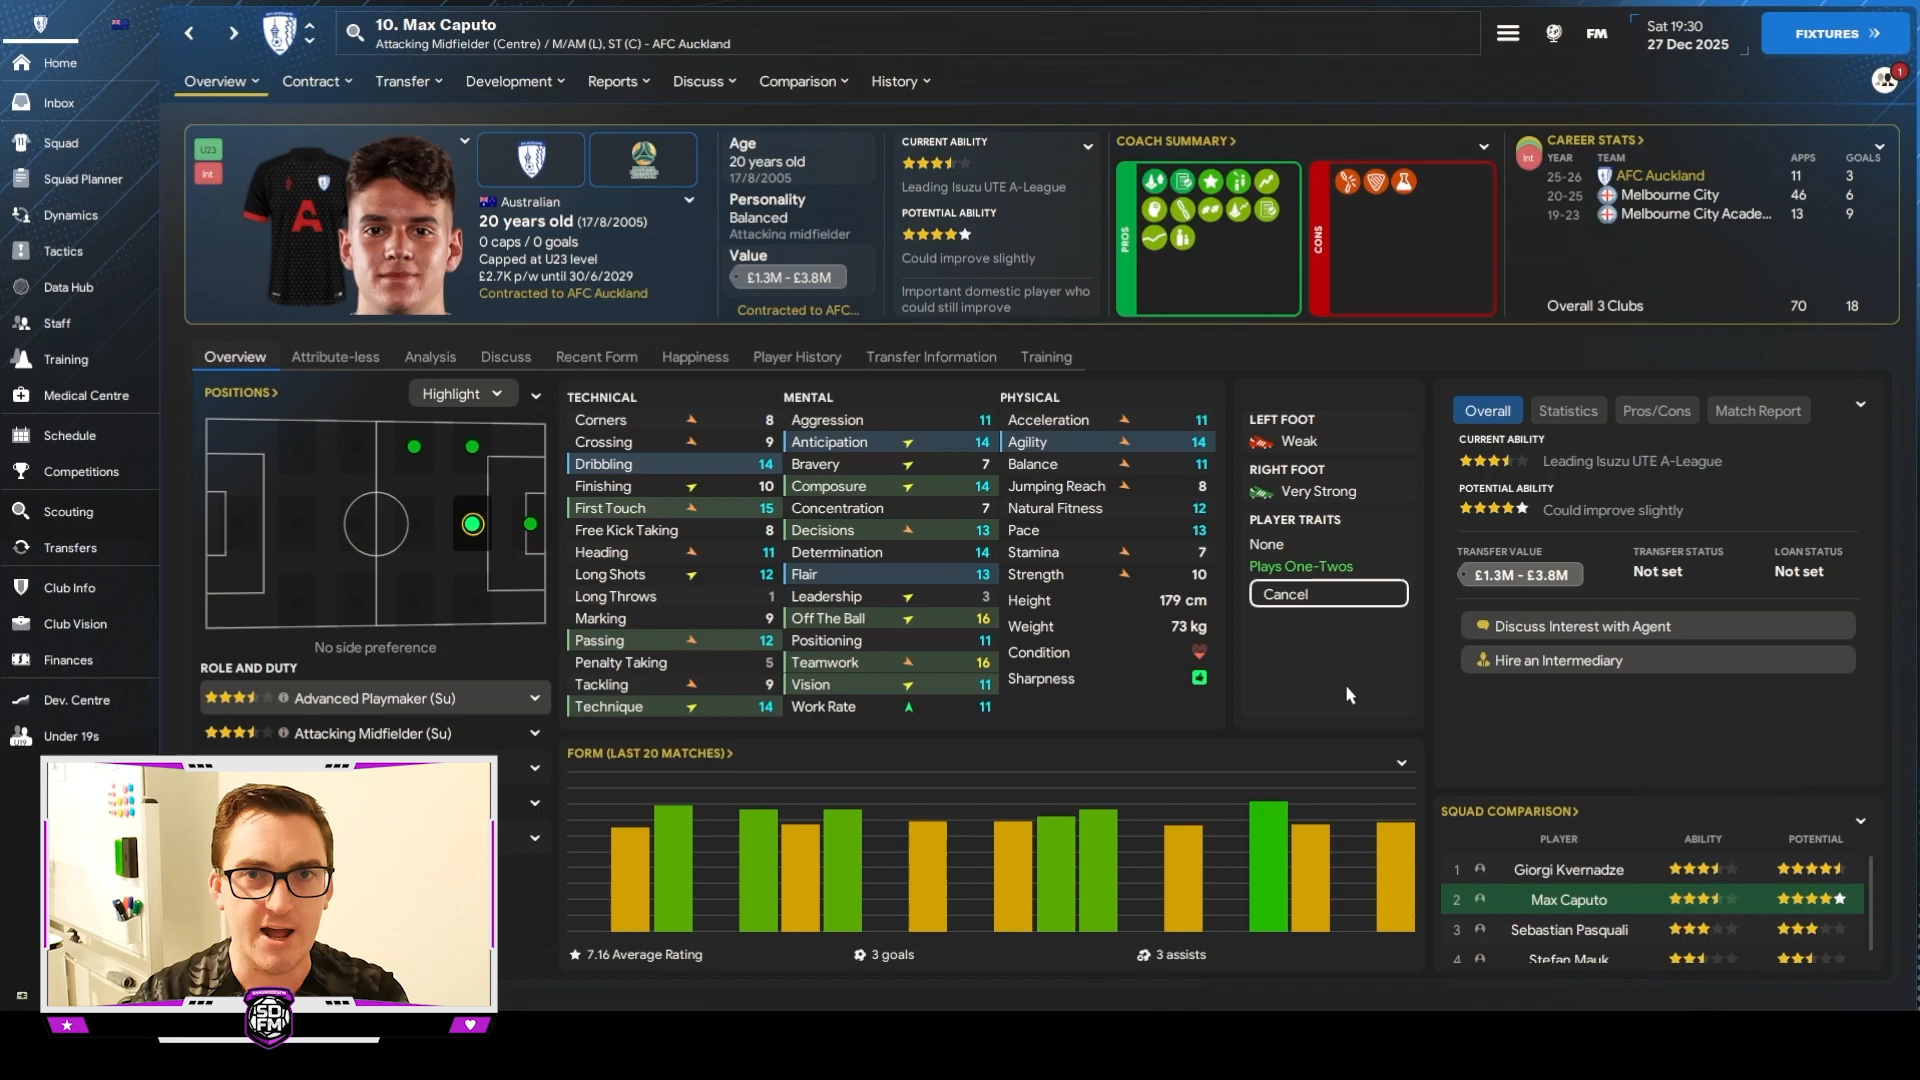 10. Max Caputo
Attacking Midfielder (Centre) / M/AM (L), ST (C) - AFC Auckland
FM
Sat 19:30
27 Dec 2025
FIXTURES
1
Home
Inbox
Squad
Squad Planner
Dynamics
Tactics
Data Hub
Staff
Training
Medical Centre
Schedule
Competitions
Scouting
Transfers
Club Info
Club Vision
Finances
Dev. Centre
Under 19s
U19
Overview
Contract
Transfer
Development
Reports
Discuss
Comparison
History
U23
Int
A
Australian
20 years old (17/8/2005)
0 caps / 0 goals
Capped at U23 level
£2.7K p/w until 30/6/2029
Contracted to AFC Auckland
Age
20 years old
17/8/2005
Personality
Balanced
Attacking midfielder
Value
£1.3M - £3.8M
Contracted to AFC...
CURRENT ABILITY
Leading Isuzu UTE A-League
POTENTIAL ABILITY
Could improve slightly
Important domestic player who
could still improve
COACH SUMMARY
PROS
CONS
Int
CAREER STATS
YEAR TEAM APPS GOALS
25-26 AFC Auckland 11 3
20-25 Melbourne City 46 6
19-23 Melbourne City Acade... 13 9
Overall 3 Clubs 70 18
Overview
Attribute-less
Analysis
Discuss
Recent Form
Happiness
Player History
Transfer Information
Training
POSITIONS
Highlight
No side preference
ROLE AND DUTY
Advanced Playmaker (Su)
Attacking Midfielder (Su)
TECHNICAL
Corners 8
Crossing 9
Dribbling 14
Finishing 10
First Touch 15
Free Kick Taking 8
Heading 11
Long Shots 12
Long Throws 1
Marking 9
Passing 12
Penalty Taking 5
Tackling 9
Technique 14
MENTAL
Aggression 11
Anticipation 14
Bravery 7
Composure 14
Concentration 7
Decisions 13
Determination 14
Flair 13
Leadership 3
Off The Ball 16
Positioning 11
Teamwork 16
Vision 11
Work Rate 11
PHYSICAL
Acceleration 11
Agility 14
Balance 11
Jumping Reach 8
Natural Fitness 12
Pace 13
Stamina 7
Strength 10
Height 179 cm
Weight 73 kg
Condition
Sharpness
LEFT FOOT
Weak
RIGHT FOOT
Very Strong
PLAYER TRAITS
None
Plays One-Twos
Cancel
FORM (LAST 20 MATCHES)
7.16 Average Rating
3 goals
3 assists
Overall
Statistics
Pros/Cons
Match Report
CURRENT ABILITY
Leading Isuzu UTE A-League
POTENTIAL ABILITY
Could improve slightly
TRANSFER VALUE
£1.3M - £3.8M
TRANSFER STATUS
Not set
LOAN STATUS
Not set
Discuss Interest with Agent
Hire an Intermediary
SQUAD COMPARISON
PLAYER ABILITY POTENTIAL
1 Giorgi Kvernadze
2 Max Caputo
3 Sebastian Pasquali
4 Stefan Mauk
SD
FM